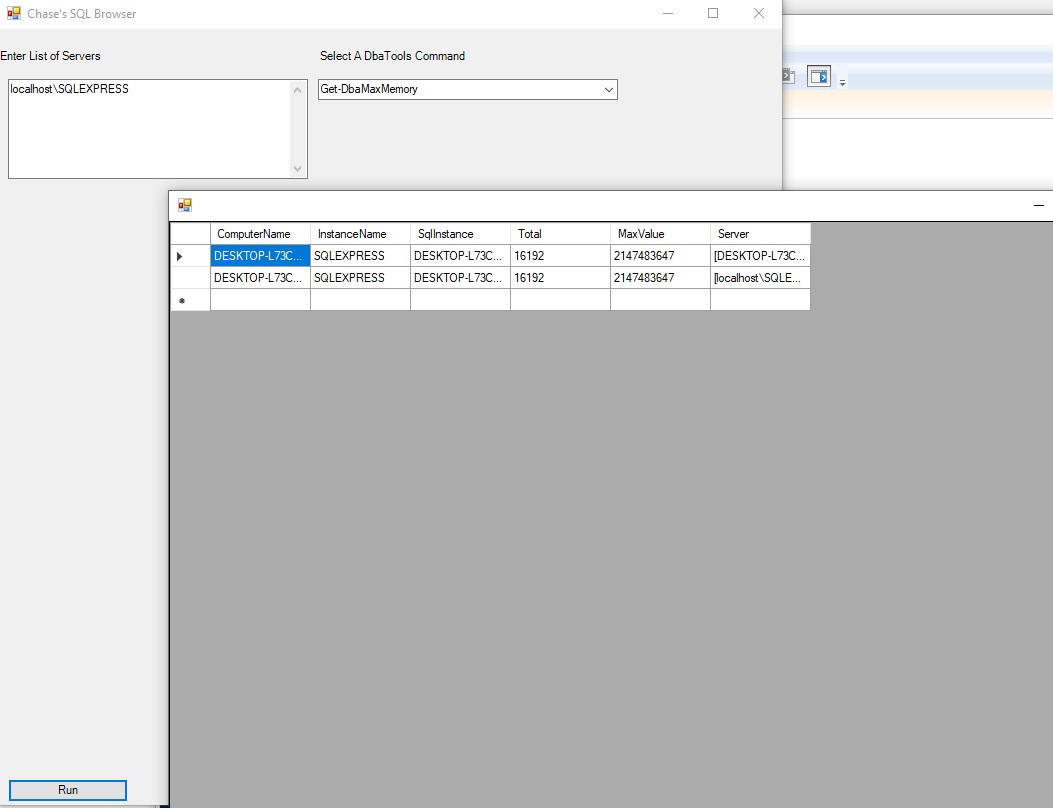 Chase's SQL Browser
Enter List of Servers
Select A DbaTools Command
localhost\SQLEXPRESS
Get-DbaMaxMemory
ComputerName InstanceName SqlInstance Total MaxValue Server
DESKTOP-L73C... SQLEXPRESS DESKTOP-L73C... 16192 2147483647 [DESKTOP-L73C...
DESKTOP-L73C... SQLEXPRESS DESKTOP-L73C... 16192 2147483647 [localhost\SQLE...
Run